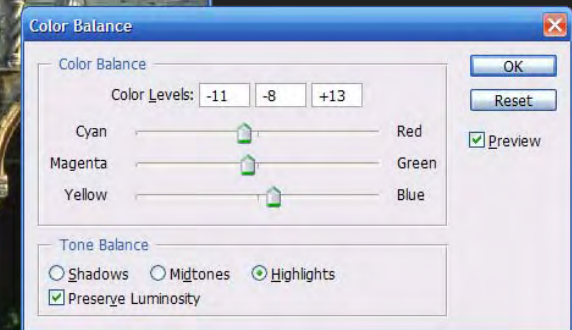 Color Balance
Color Balance
Color Levels: -11 -8 +13
Cyan Red
Magenta Green
Yellow Blue
Tone Balance
Shadows Midtones Highlights
Preserve Luminosity
OK
Reset
Preview